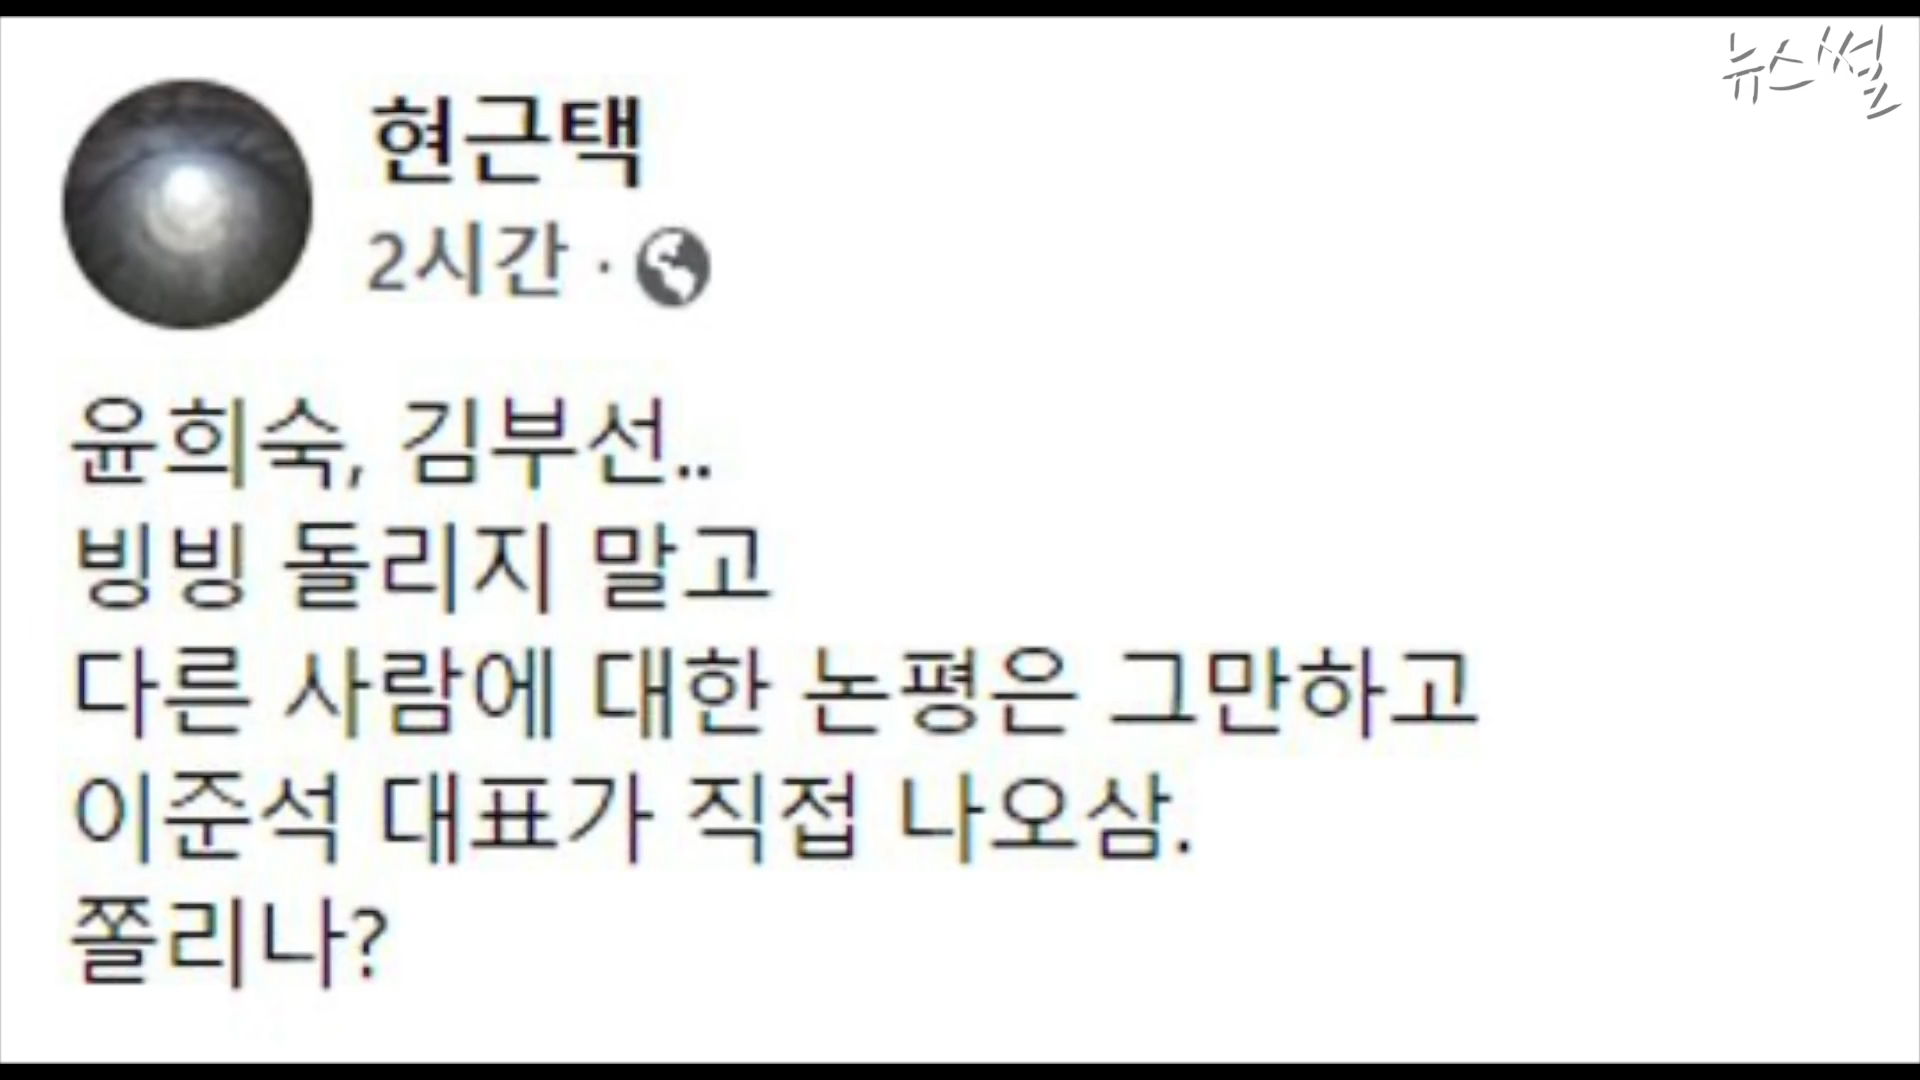 뉴스썰
현근택
2시간 ·
윤희숙, 김부선..
빙빙 돌리지 말고
다른 사람에 대한 논평은 그만하고
이준석 대표가 직접 나오삼.
쫄리나?